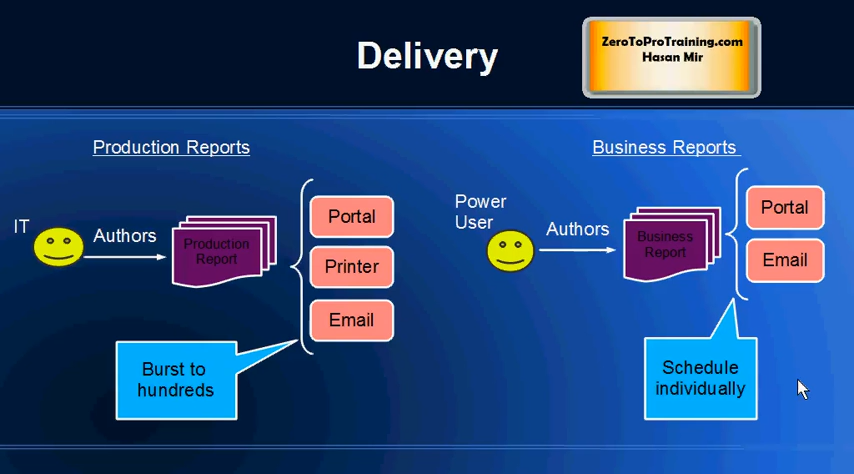 Delivery
ZeroToProTraining.com
Hasan Mir
Production Reports
IT
Authors
Production
Report
Portal
Printer
Email
Burst to
hundreds
Business Reports
Power
User
Authors
Business
Report
Portal
Email
Schedule
individually